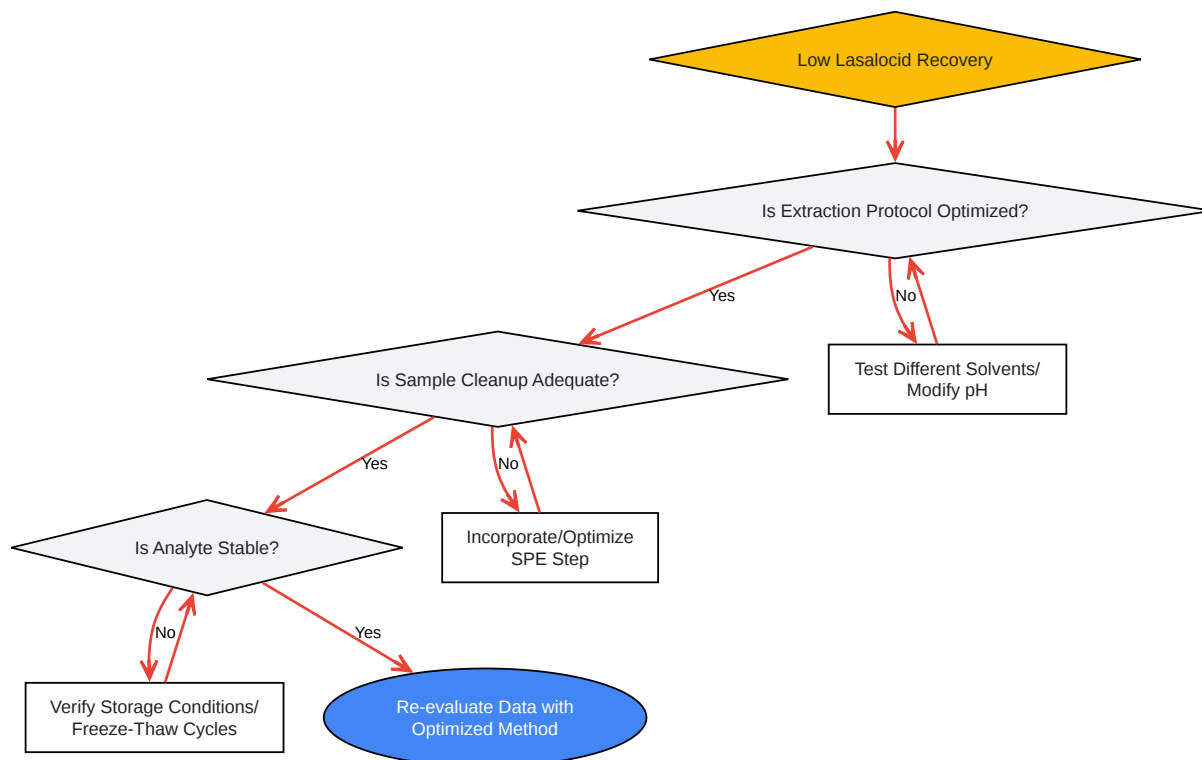 Low Lasalocid Recovery
Is Extraction Protocol Optimized?
Yes
No
Test Different Solvents/
Modify pH
Is Sample Cleanup Adequate?
Yes
No
Incorporate/Optimize
SPE Step
Is Analyte Stable?
No
Yes
Verify Storage Conditions/
Freeze-Thaw Cycles
Re-evaluate Data with
Optimized Method